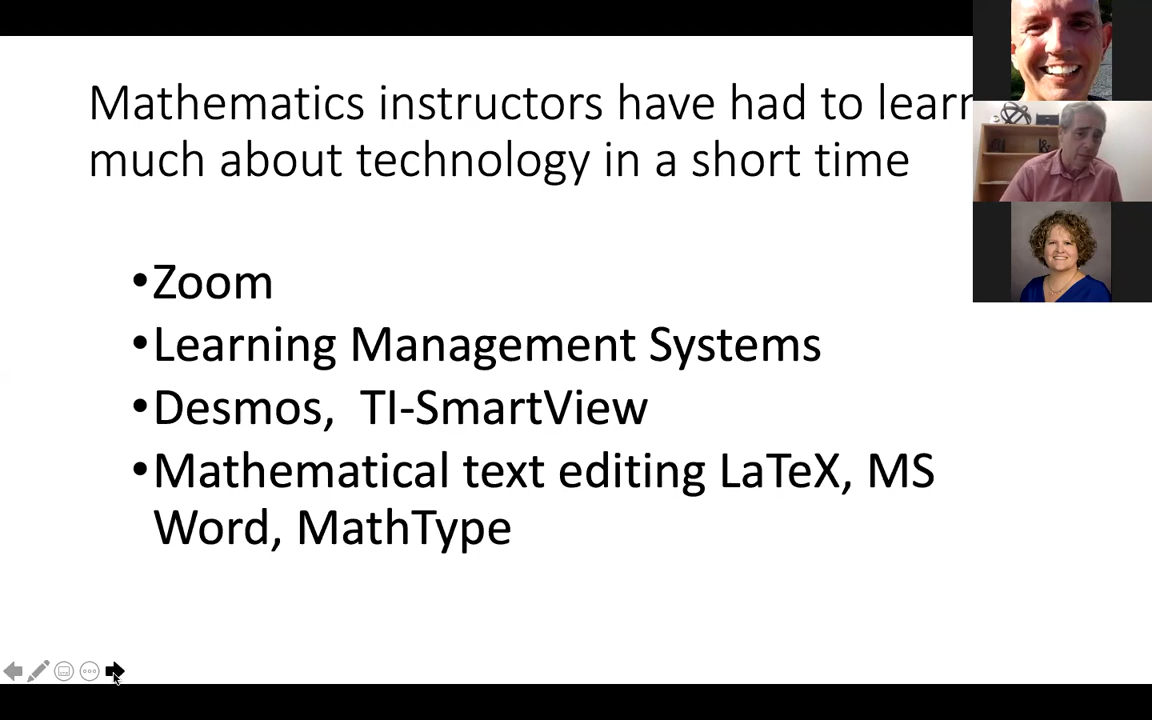 Mathematics instructors have had to learn
much about technology in a short time
•Zoom
•Learning Management Systems
•Desmos, TI-SmartView
•Mathematical text editing LaTeX, MS
Word, MathType